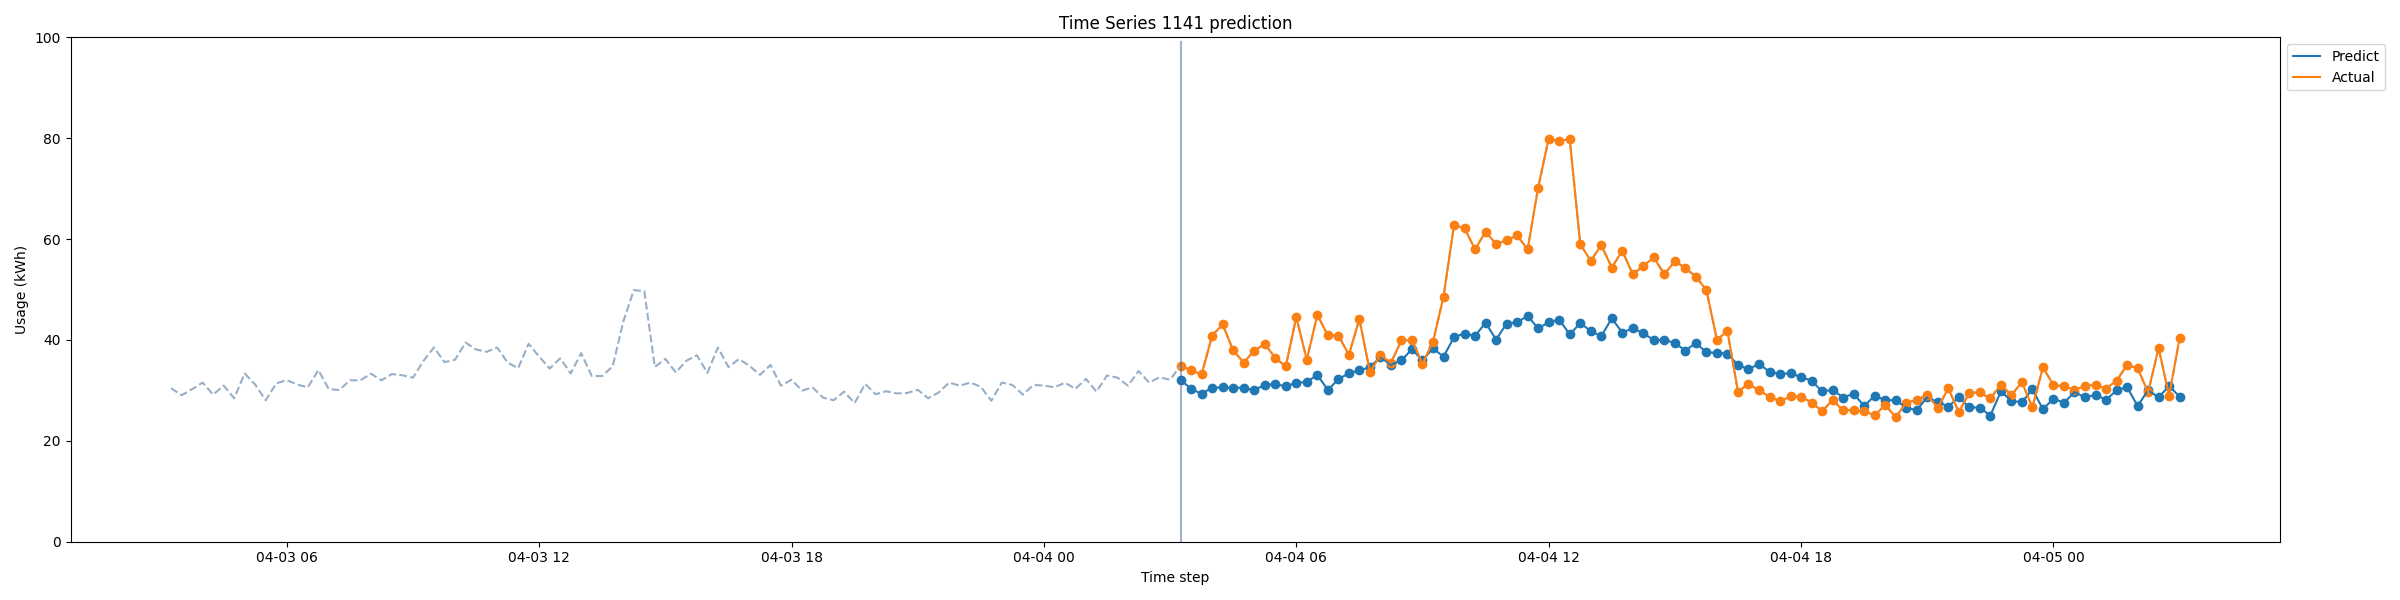 Time Series 1141 prediction
Predict
Actual
Usage (kWh)
100
80
60
40
20
0
04-03 06
04-03 12
04-03 18
04-04 00
04-04 06
04-04 12
04-04 18
04-05 00
Time step